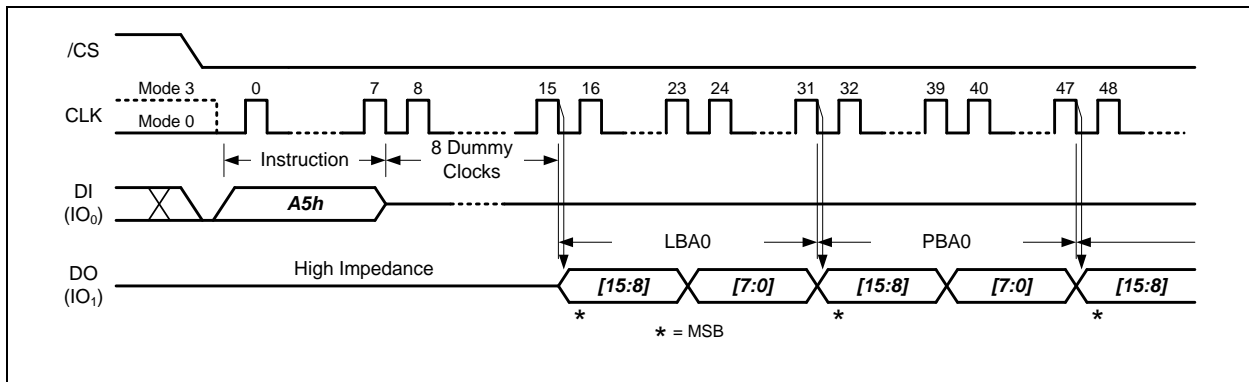 /CS
Mode 3
0
7
8
15
16
23
24
31
32
39
40
47
48
CLK
Mode 0
Instruction
8 Dummy
Clocks
DI
(IO₀)
A5h
LBA0
PBA0
DO
(IO₁)
High Impedance
[15:8]
[7:0]
[15:8]
[7:0]
[15:8]
* * *
* = MSB